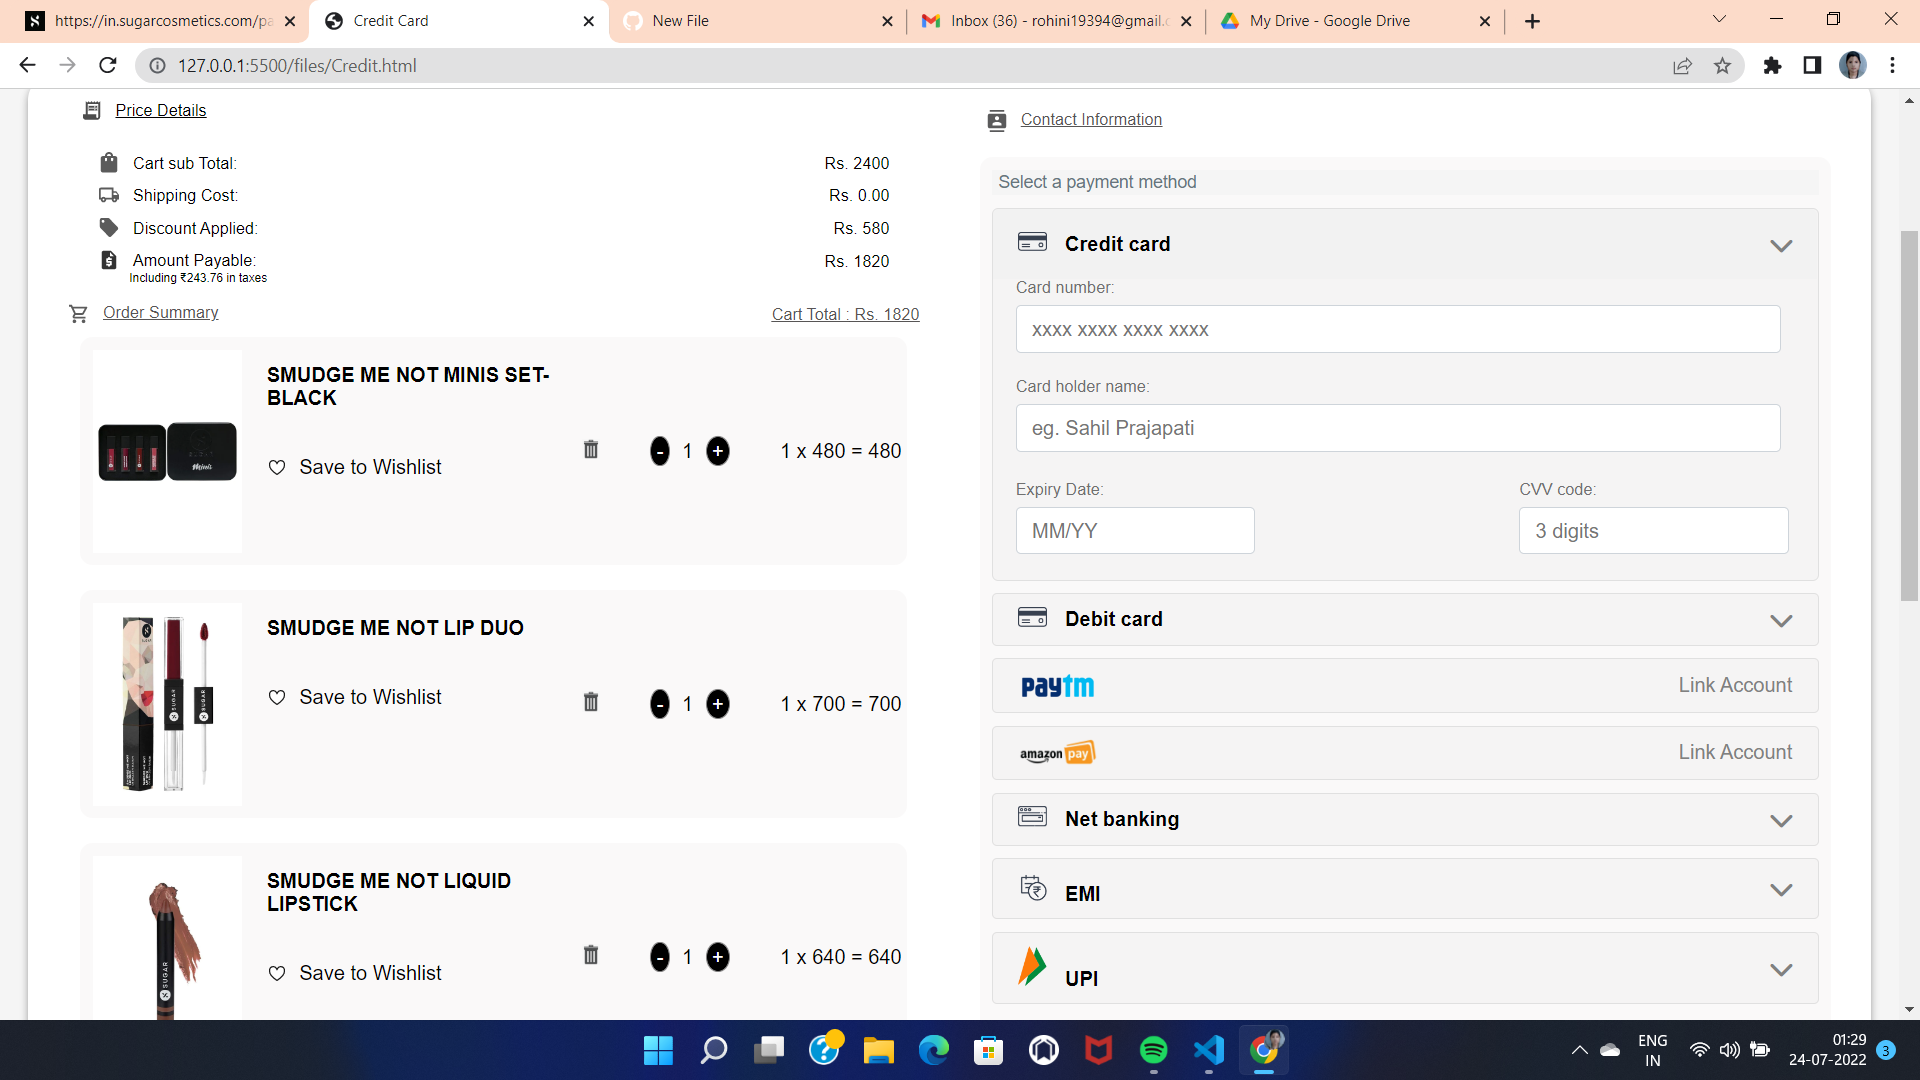 https://in.sugarcosmetics.com/pa
Credit Card
New File
Inbox (36) - rohini19394@gmail.c
My Drive - Google Drive
127.0.0.1:5500/files/Credit.html
Price Details
Cart sub Total: Rs. 2400
Shipping Cost: Rs. 0.00
Discount Applied: Rs. 580
Amount Payable: Rs. 1820
Including ₹243.76 in taxes
Order Summary Cart Total : Rs. 1820
SMUDGE ME NOT MINIS SET-
BLACK
Save to Wishlist
- 1 + 1 x 480 = 480
Minis
SMUDGE ME NOT LIP DUO
Save to Wishlist
- 1 + 1 x 700 = 700
SUGAR
SUGAR
SMUDGE ME NOT LIQUID
LIPSTICK
Save to Wishlist
- 1 + 1 x 640 = 640
SUGAR
Contact Information
Select a payment method
Credit card
Card number:
xxxx xxxx xxxx xxxx
Card holder name:
eg. Sahil Prajapati
Expiry Date: CVV code:
MM/YY 3 digits
Debit card
paytm Link Account
amazon pay Link Account
Net banking
EMI
UPI
ENG
IN
01:29
24-07-2022
3